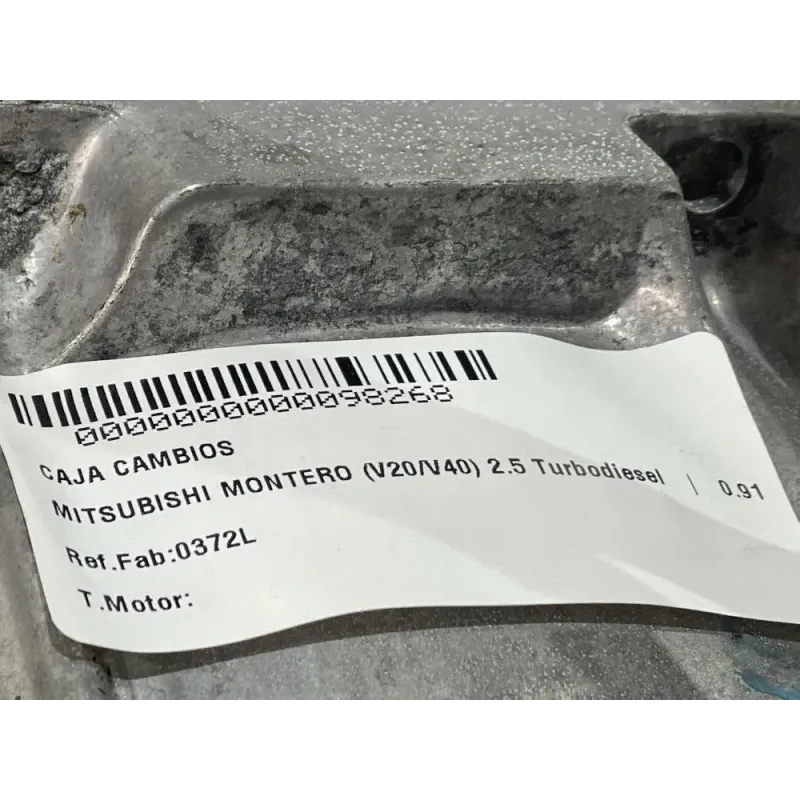 0000000000098268
CAJA CAMBIOS
MITSUBISHI MONTERO (V20/V40) 2.5 Turbodiesel | 0.91
Ref.Fab:0372L
T.Motor: